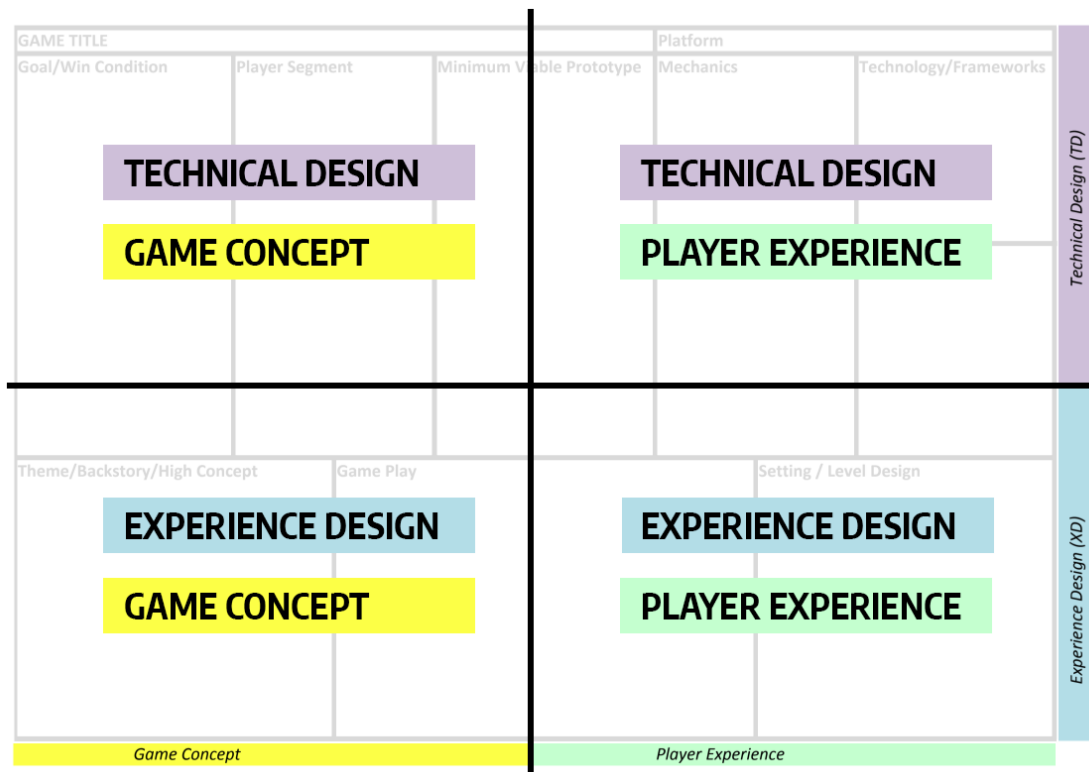 GAME TITLE
Platform
Goal/Win Condition
Player Segment
Minimum Viable Prototype
Mechanics
Technology/Frameworks
TECHNICAL DESIGN
GAME CONCEPT
TECHNICAL DESIGN
PLAYER EXPERIENCE
Technical Design (TD)
Theme/Backstory/High Concept
Game Play
Setting / Level Design
EXPERIENCE DESIGN
GAME CONCEPT
EXPERIENCE DESIGN
PLAYER EXPERIENCE
Experience Design (XD)
Game Concept
Player Experience